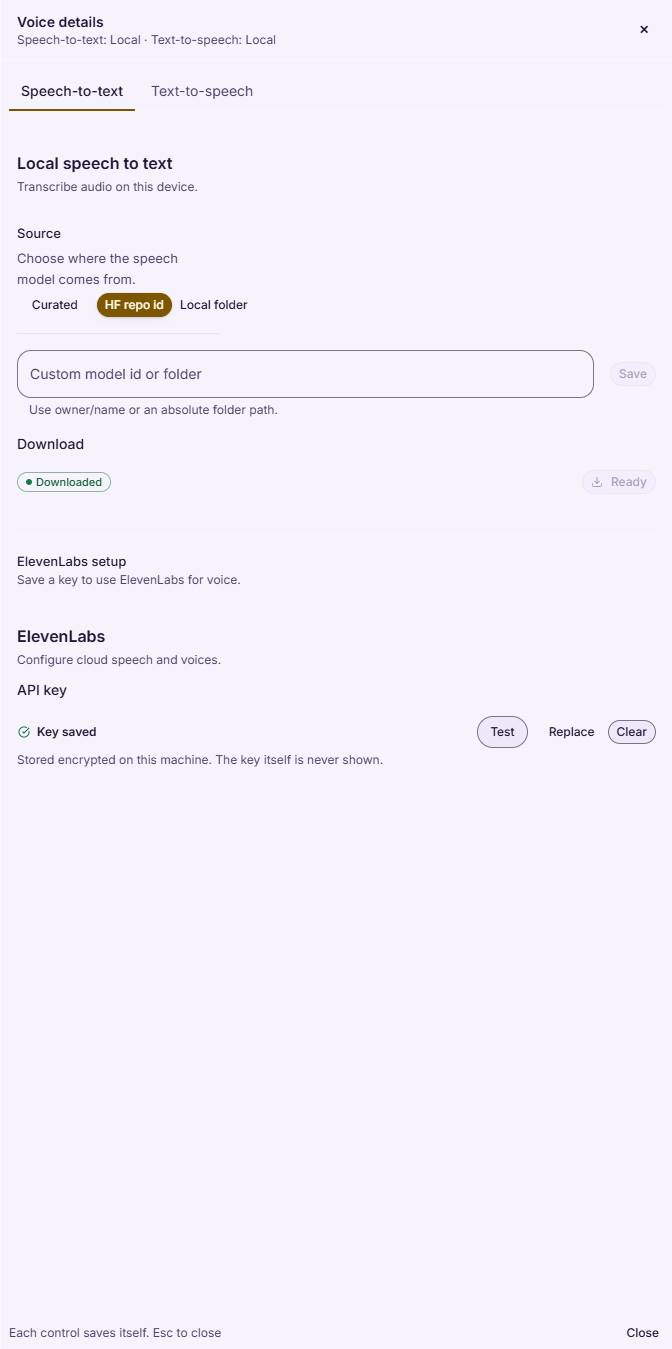 Voice details
Speech-to-text: Local · Text-to-speech: Local
Speech-to-text Text-to-speech
Local speech to text
Transcribe audio on this device.
Source
Choose where the speech
model comes from.
Curated HF repo id Local folder
Custom model id or folder Save
Use owner/name or an absolute folder path.
Download
Downloaded Ready
ElevenLabs setup
Save a key to use ElevenLabs for voice.
ElevenLabs
Configure cloud speech and voices.
API key
Key saved Test Replace Clear
Stored encrypted on this machine. The key itself is never shown.
Each control saves itself. Esc to close Close